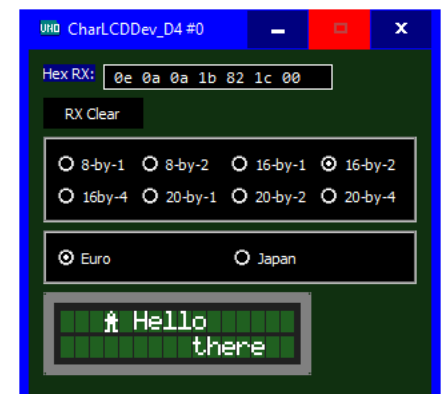 UNO CharLCDDev_D4 #0
Hex RX: 0e 0a 0a 1b 82 1c 00
RX Clear
8-by-1 8-by-2 16-by-1 16-by-2
16by-4 20-by-1 20-by-2 20-by-4
Euro Japan
Hello
there